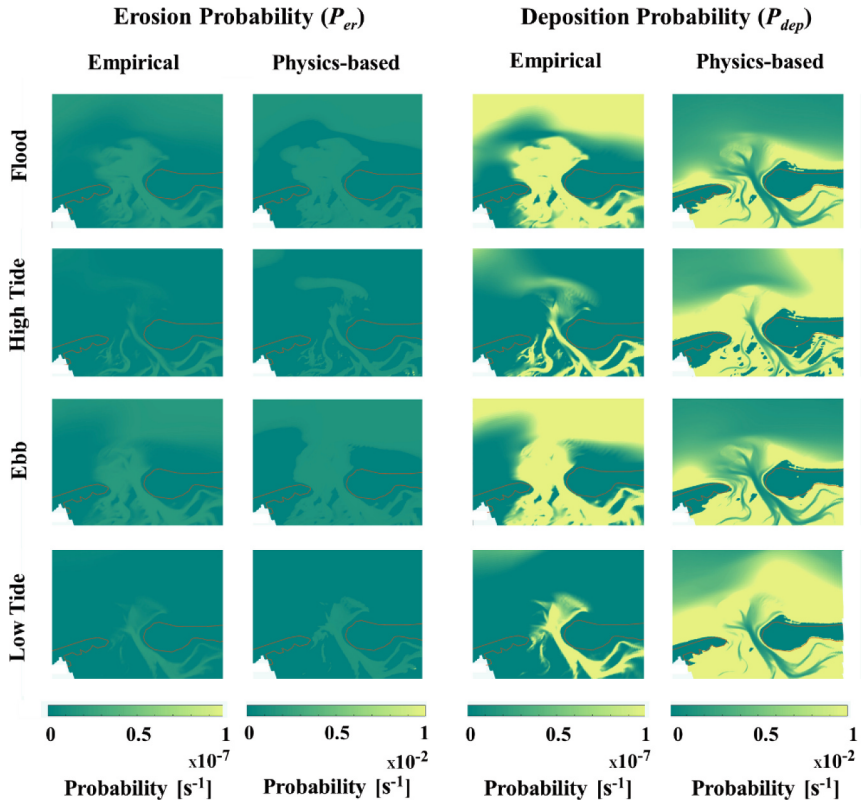 Erosion Probability (Per) Deposition Probability (Pdep)
Empirical Physics-based Empirical Physics-based
Flood
High Tide
Ebb
Low Tide
0 0.5 1 0 0.5 1 0 0.5 1 0 0.5 1
x10-7 x10-2 x10-7 x10-2
Probability [s-1] Probability [s-1] Probability [s-1] Probability [s-1]